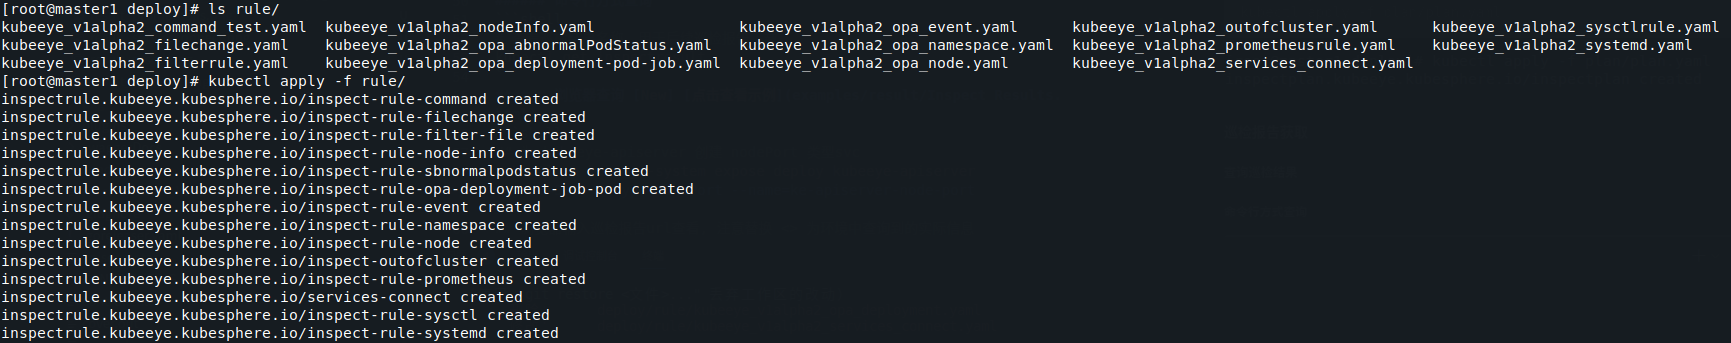 [root@master1 deploy]# ls rule/
kubeeye_v1alpha2_command_test.yaml  kubeeye_v1alpha2_nodeInfo.yaml                kubeeye_v1alpha2_opa_event.yaml      kubeeye_v1alpha2_outofcluster.yaml      kubeeye_v1alpha2_sysctlrule.yaml
kubeeye_v1alpha2_filechange.yaml    kubeeye_v1alpha2_opa_abnormalPodStatus.yaml   kubeeye_v1alpha2_opa_namespace.yaml  kubeeye_v1alpha2_prometheusrule.yaml    kubeeye_v1alpha2_systemd.yaml
kubeeye_v1alpha2_filterrule.yaml    kubeeye_v1alpha2_opa_deployment-pod-job.yaml  kubeeye_v1alpha2_opa_node.yaml       kubeeye_v1alpha2_services_connect.yaml
[root@master1 deploy]# kubectl apply -f rule/
inspectrule.kubeeye.kubesphere.io/inspect-rule-command created
inspectrule.kubeeye.kubesphere.io/inspect-rule-filechange created
inspectrule.kubeeye.kubesphere.io/inspect-rule-filter-file created
inspectrule.kubeeye.kubesphere.io/inspect-rule-node-info created
inspectrule.kubeeye.kubesphere.io/inspect-rule-sbnormalpodstatus created
inspectrule.kubeeye.kubesphere.io/inspect-rule-opa-deployment-job-pod created
inspectrule.kubeeye.kubesphere.io/inspect-rule-event created
inspectrule.kubeeye.kubesphere.io/inspect-rule-namespace created
inspectrule.kubeeye.kubesphere.io/inspect-rule-node created
inspectrule.kubeeye.kubesphere.io/inspect-outofcluster created
inspectrule.kubeeye.kubesphere.io/inspect-rule-prometheus created
inspectrule.kubeeye.kubesphere.io/services-connect created
inspectrule.kubeeye.kubesphere.io/inspect-rule-sysctl created
inspectrule.kubeeye.kubesphere.io/inspect-rule-systemd created